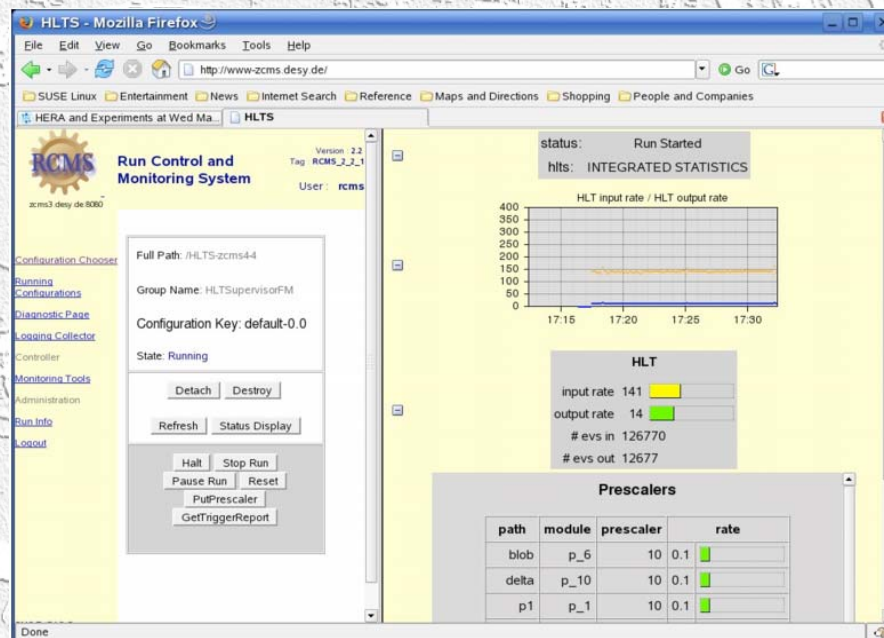 HLTS - Mozilla Firefox
File Edit View Go Bookmarks Tools Help
http://www-zcms.desy.de/
Go
SUSE Linux Entertainment News Internet Search Reference Maps and Directions Shopping People and Companies
HERA and Experiments at Wed Ma...
HLTS
RCMS
zcms3 desy de:8080
Run Control and
Monitoring System
Version : 2.2
Tag : RCMS_2_2_1
User : rcms
Configuration Chooser
Running
Configurations
Diagnostic Page
Logging Collector
Controller
Monitoring Tools
Administration
Run Info
Logout
Full Path: /HLTS-zcms44
Group Name: HLTSupervisorFM
Configuration Key: default-0.0
State: Running
Detach Destroy
Refresh Status Display
Halt Stop Run
Pause Run Reset
PutPrescaler
GetTriggerReport
status: Run Started
hlts: INTEGRATED STATISTICS
HLT input rate / HLT output rate
400
350
300
250
200
150
100
50
0
17:15 17:20 17:25 17:30
HLT
input rate 141
output rate 14
# evs in 126770
# evs out 12677
Prescalers
path module prescaler rate
blob p_6 10 0.1
delta p_10 10 0.1
p1 p_1 10 0.1
Done